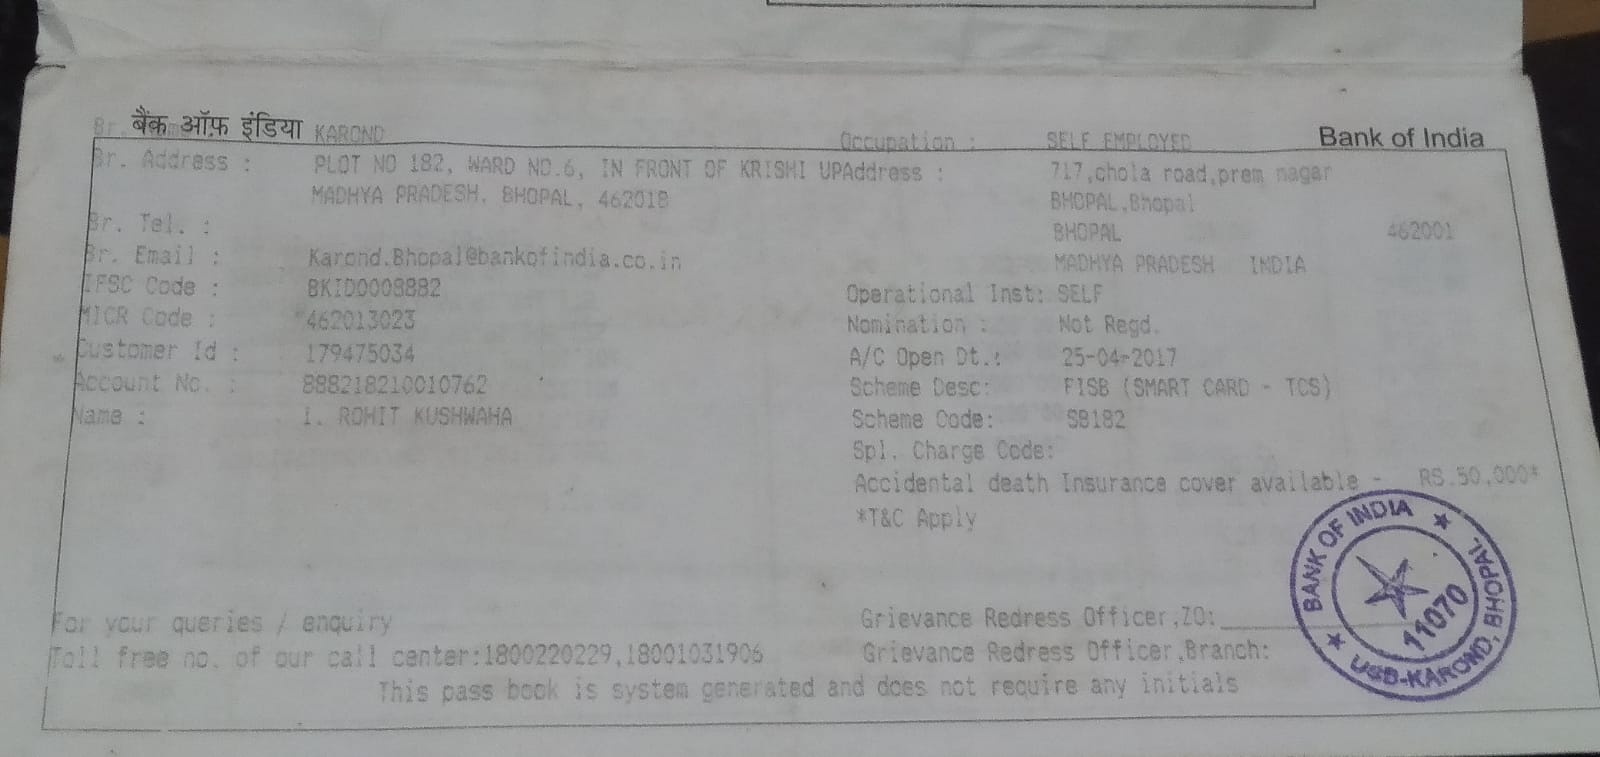 बैंक ऑफ़ इंडिया
Bank of India
KAROND
Br. Address : PLOT NO 182, WARD NO.6, IN FRONT OF KRISHI UP
MADHYA PRADESH, BHOPAL, 462018
Br. Tel. :
Br. Email : Karond.Bhopal@bankofindia.co.in
IFSC Code : BKID0008882
MICR Code : 462013023
Customer Id : 179475034
Account No. : 888218210010762
Name : 1. ROHIT KUSHWAHA
Occupation : SELF EMPLOYED
Address : 717,chola road,prem nagar
BHOPAL,Bhopal
BHOPAL 462001
MADHYA PRADESH INDIA
Operational Inst: SELF
Nomination : Not Regd.
A/C Open Dt.: 25-04-2017
Scheme Desc: FISB (SMART CARD - TCS)
Scheme Code: SB182
Spl. Charge Code:
Accidental death Insurance cover available - RS.50,000*
*T&C Apply
For your queries / enquiry
Toll free no. of our call center:1800220229,18001031906
Grievance Redress Officer,ZO:
Grievance Redress Officer,Branch:
This pass book is system generated and does not require any initials
BANK OF INDIA
11070
KAROND, BHOPAL